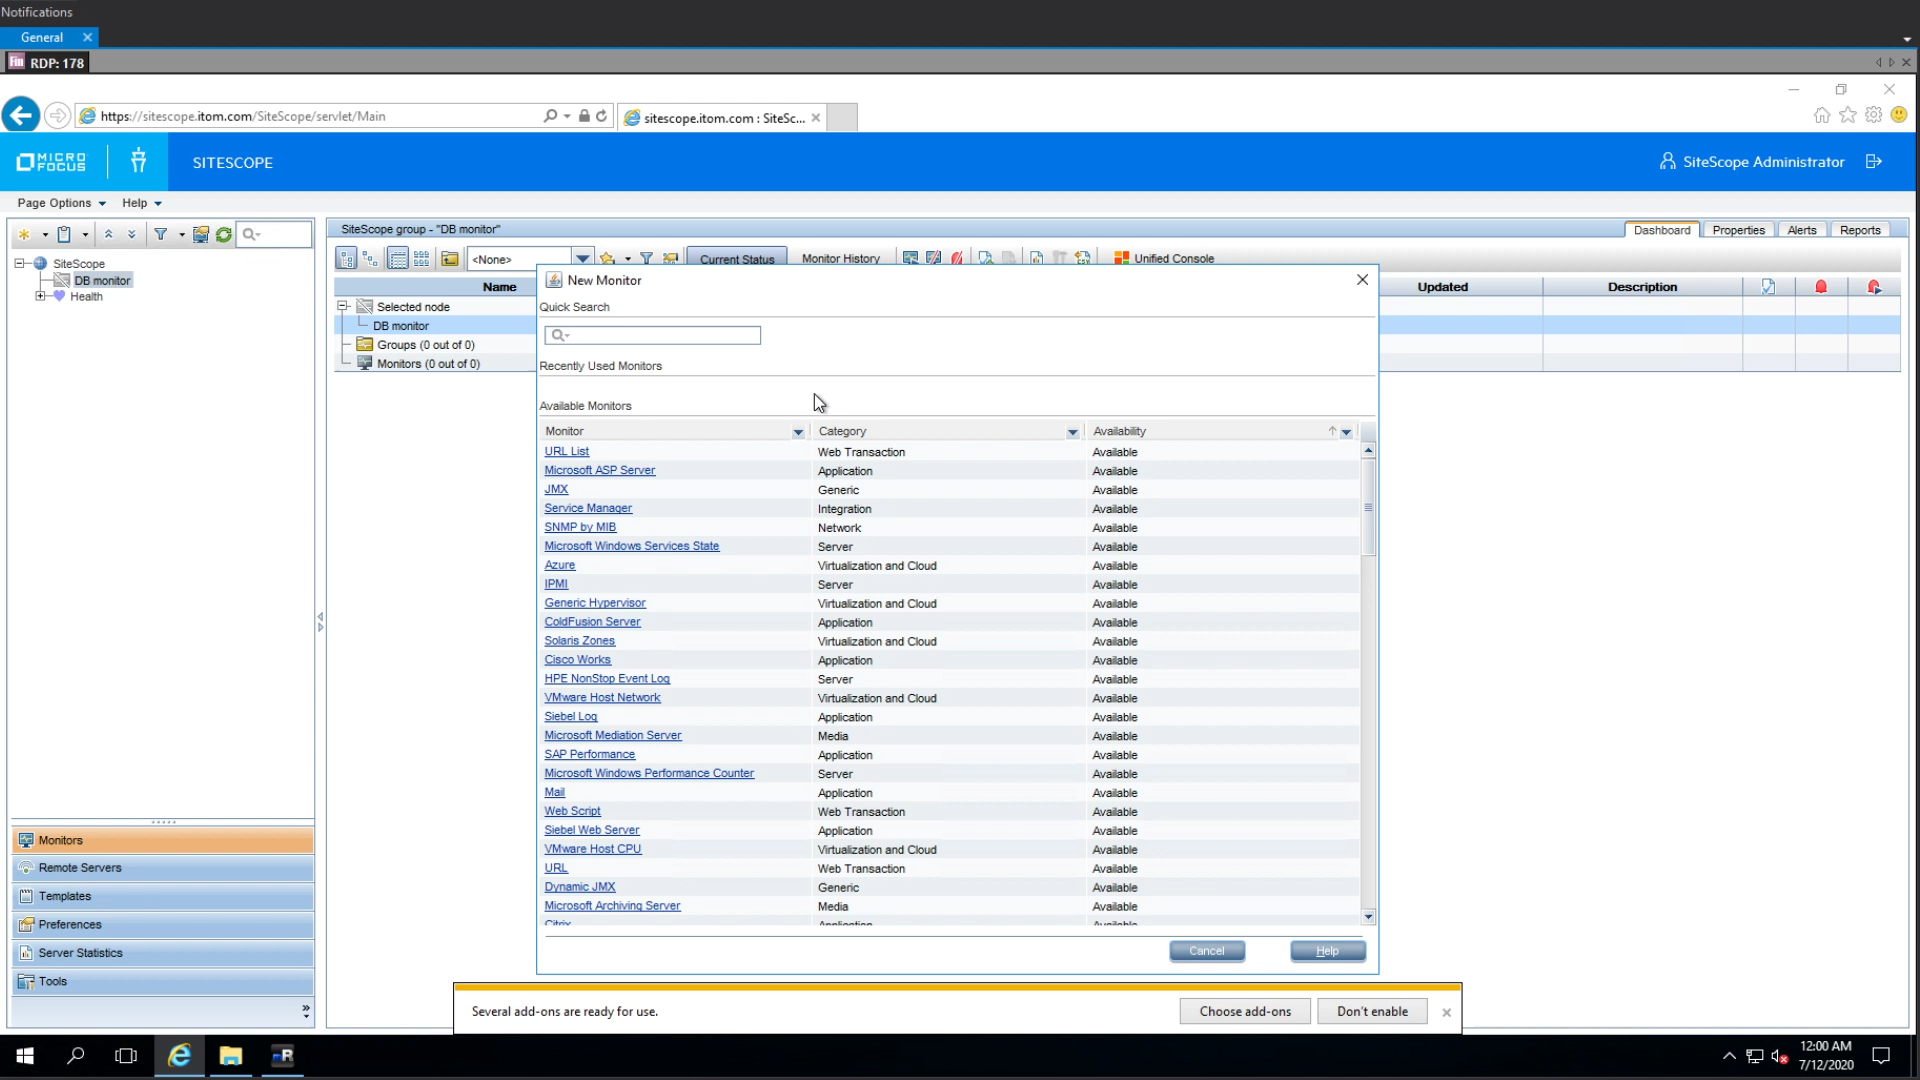 Notifications
General
Fin RDP: 178
https://sitescope.itom.com/SiteScope/servlet/Main
sitescope.itom.com : SiteSc...
MICRO FOCUS
SITESCOPE
SiteScope Administrator
Page Options
Help
SiteScope group - "DB monitor"
Dashboard
Properties
Alerts
Reports
<None>
Current Status
Monitor History
Unified Console
SiteScope
DB monitor
Health
Name
Updated
Description
Selected node
DB monitor
Groups (0 out of 0)
Monitors (0 out of 0)
New Monitor
Quick Search
Recently Used Monitors
Available Monitors
Monitor Category Availability
URL List Web Transaction Available
Microsoft ASP Server Application Available
JMX Generic Available
Service Manager Integration Available
SNMP by MIB Network Available
Microsoft Windows Services State Server Available
Azure Virtualization and Cloud Available
IPMI Server Available
Generic Hypervisor Virtualization and Cloud Available
ColdFusion Server Application Available
Solaris Zones Virtualization and Cloud Available
Cisco Works Application Available
HPE NonStop Event Log Server Available
VMware Host Network Virtualization and Cloud Available
Siebel Log Application Available
Microsoft Mediation Server Media Available
SAP Performance Application Available
Microsoft Windows Performance Counter Server Available
Mail Application Available
Web Script Web Transaction Available
Siebel Web Server Application Available
VMware Host CPU Virtualization and Cloud Available
URL Web Transaction Available
Dynamic JMX Generic Available
Microsoft Archiving Server Media Available
Citrix Application Available
Cancel
Help
Monitors
Remote Servers
Templates
Preferences
Server Statistics
Tools
Several add-ons are ready for use.
Choose add-ons
Don't enable
12:00 AM
7/12/2020